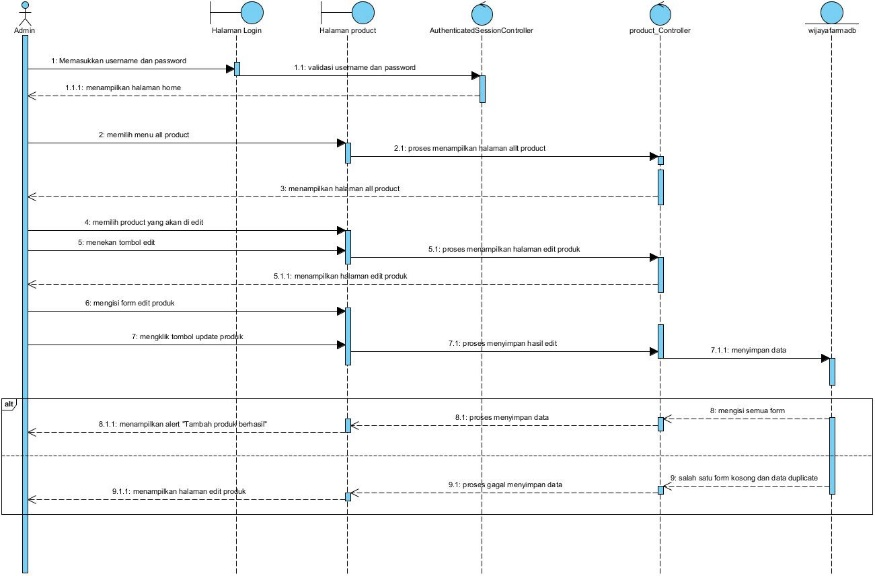 Admin
Halaman Login
Halaman product
AuthenticatedSessionController
product_Controller
wijayafarmadb
1: Memasukkan username dan password
1.1: validasi username dan password
1.1.1: menampilkan halaman home
2: memilih menu all product
2.1: proses menampilkan halaman allt product
3: menampilkan halaman all product
4: memilih product yang akan di edit
5: menekan tombol edit
5.1: proses menampilkan halaman edit produk
5.1.1: menampilkan halaman edit produk
6: mengisi form edit produk
7: mengklik tombol update produk
7.1: proses menyimpan hasil edit
7.1.1: menyimpan data
alt
8: mengisi semua form
8.1: proses menyimpan data
8.1.1: menampilkan alert "Tambah produk berhasil"
9: salah satu form kosong dan data duplicate
9.1: proses gagal menyimpan data
9.1.1: menampilkan halaman edit produk